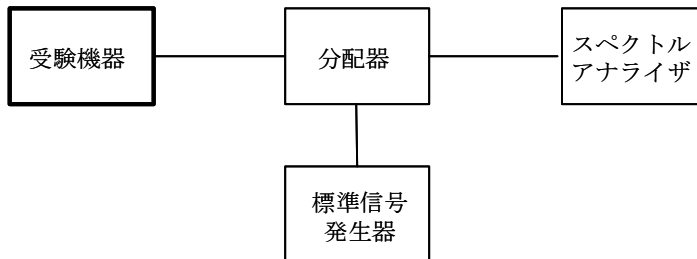 受験機器
分配器
スペクトル
アナライザ
標準信号
発生器